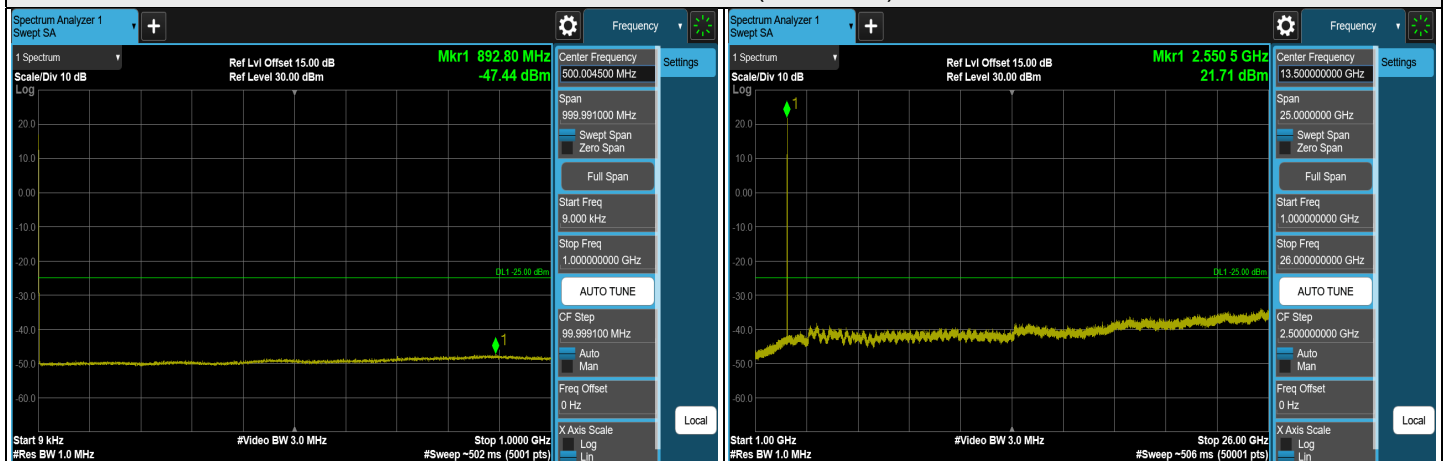 Spectrum Analyzer 1
Swept SA
+
Frequency
1 Spectrum
Scale/Div 10 dB
Log
Ref Lvl Offset 15.00 dB
Ref Level 30.00 dBm
Mkr1 892.80 MHz
-47.44 dBm
1
20.0
10.0
0.00
-10.0
-20.0
-30.0
-40.0
-50.0
-60.0
DL1 -25.00 dBm
Start 9 kHz
#Video BW 3.0 MHz
Stop 1.0000 GHz
#Res BW 1.0 MHz
#Sweep ~502 ms (5001 pts)
Center Frequency
500.004500 MHz
Settings
Span
999.991000 MHz
Swept Span
Zero Span
Full Span
Start Freq
9.000 kHz
Stop Freq
1.000000000 GHz
AUTO TUNE
CF Step
99.999100 MHz
Auto
Man
Freq Offset
0 Hz
X Axis Scale
Log
Lin
Local
Spectrum Analyzer 1
Swept SA
+
Frequency
1 Spectrum
Scale/Div 10 dB
Log
Ref Lvl Offset 15.00 dB
Ref Level 30.00 dBm
Mkr1 2.550 5 GHz
21.71 dBm
1
20.0
10.0
0.00
-10.0
-20.0
-30.0
-40.0
-50.0
-60.0
DL1 -25.00 dBm
Start 1.00 GHz
#Video BW 3.0 MHz
Stop 26.00 GHz
#Res BW 1.0 MHz
#Sweep ~506 ms (50001 pts)
Center Frequency
13.500000000 GHz
Settings
Span
25.0000000 GHz
Swept Span
Zero Span
Full Span
Start Freq
1.000000000 GHz
Stop Freq
26.000000000 GHz
AUTO TUNE
CF Step
2.500000000 GHz
Auto
Man
Freq Offset
0 Hz
X Axis Scale
Log
Lin
Local